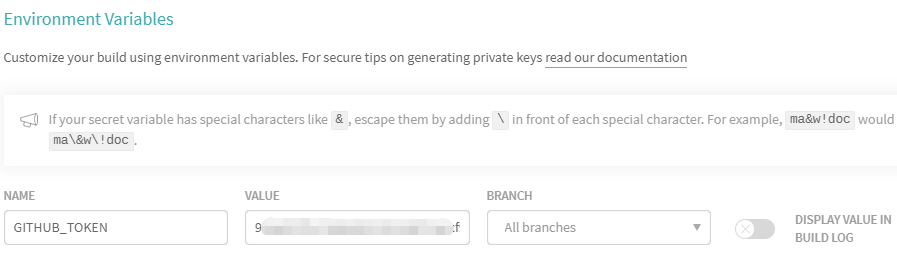 Environment Variables
Customize your build using environment variables. For secure tips on generating private keys read our documentation
If your secret variable has special characters like & , escape them by adding \ in front of each special character. For example, ma&w!doc would
ma\&w\!doc .
NAME VALUE BRANCH
GITHUB_TOKEN All branches DISPLAY VALUE IN
BUILD LOG